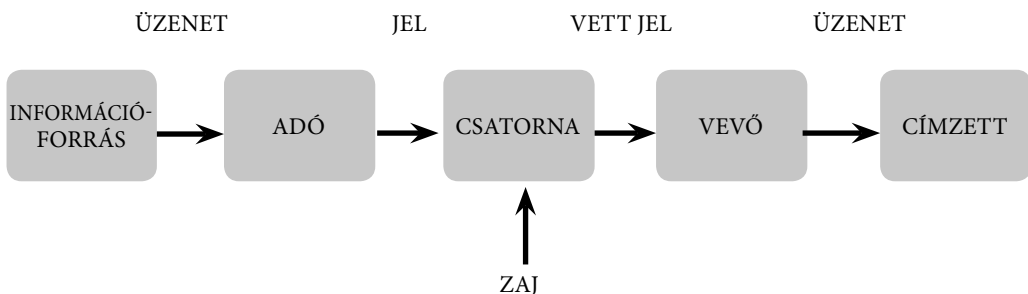 ÜZENET JEL VETT JEL ÜZENET
INFORMÁCIÓ-
FORRÁS
ADÓ
CSATORNA
VEVŐ
CÍMZETT
ZAJ